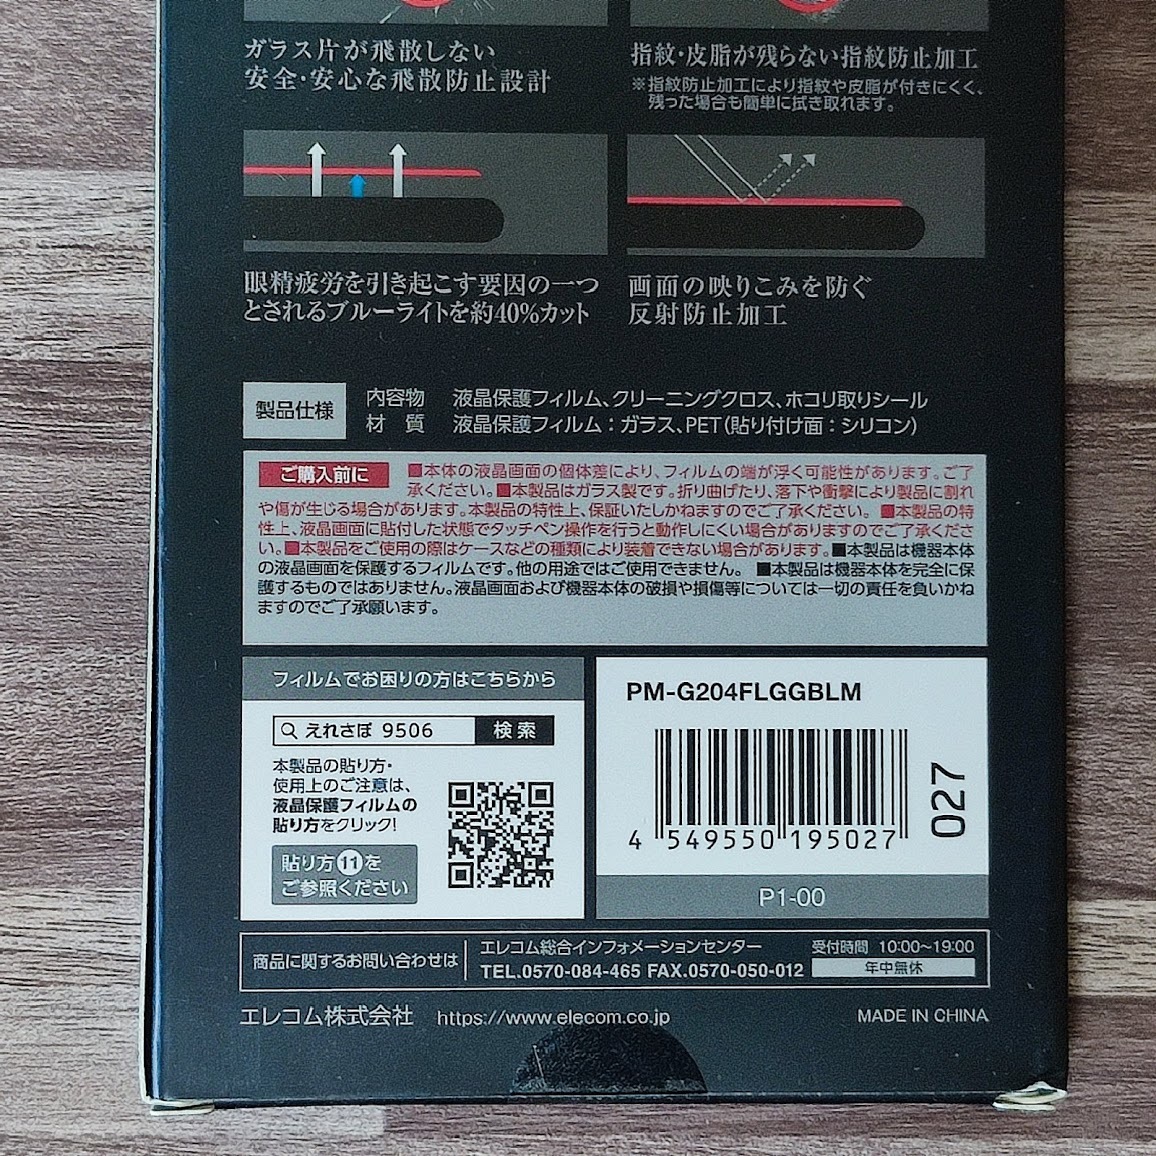 ガラス片が飛散しない
安全・安心な飛散防止設計
指紋・皮脂が残らない指紋防止加工
※指紋防止加工により指紋や皮脂が付きにくく、
残った場合も簡単に拭き取れます。
眼精疲労を引き起こす要因の一つ
とされるブルーライトを約40%カット
画面の映りこみを防ぐ
反射防止加工
製品仕様
内容物 液晶保護フィルム、クリーニングクロス、ホコリ取りシール
材 質 液晶保護フィルム：ガラス、PET（貼り付け面：シリコン）
ご購入前に ■本体の液晶画面の個体差により、フィルムの端が浮く可能性があります。ご了
承ください。■本製品はガラス製です。折り曲げたり、落下や衝撃により製品に割れ
や傷が生じる場合があります。本製品の特性上、保証いたしかねますのでご了承ください。 ■本製品の特
性上、液晶画面に貼付した状態でタッチペン操作を行うと動作しにくい場合がありますのでご了承くださ
い。■本製品をご使用の際はケースなどの種類により装着できない場合があります。■本製品は機器本体
の液晶画面を保護するフィルムです。他の用途ではご使用できません。 ■本製品は機器本体を完全に保
護するものではありません。液晶画面および機器本体の破損や損傷等については一切の責任を負いかね
ますのでご了承願います。
フィルムでお困りの方はこちらから
えれさぽ 9506 検索
本製品の貼り方・
使用上のご注意は、
液晶保護フィルムの
貼り方をクリック!
貼り方11を
ご参照ください
PM-G204FLGGBLM
4 549550 195027
027
P1-00
商品に関するお問い合わせは
エレコム総合インフォメーションセンター
TEL.0570-084-465 FAX.0570-050-012
受付時間 10:00〜19:00
年中無休
エレコム株式会社 https://www.elecom.co.jp
MADE IN CHINA